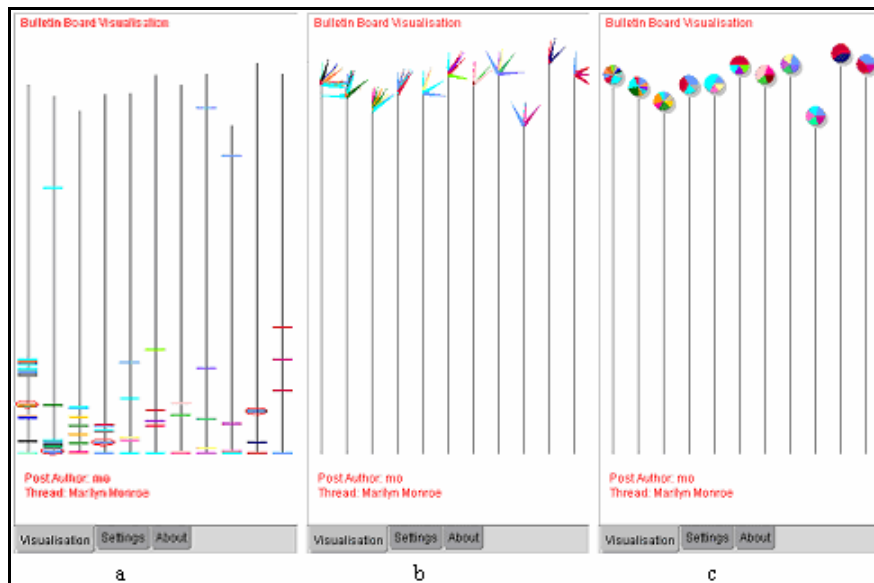 Bulletin Board Visualisation
Post Author: mo
Thread: Marilyn Monroe
Visualisation Settings About
a
Bulletin Board Visualisation
Post Author: mo
Thread: Marilyn Monroe
Visualisation Settings About
b
Bulletin Board Visualisation
Post Author: mo
Thread: Marilyn Monroe
Visualisation Settings About
c